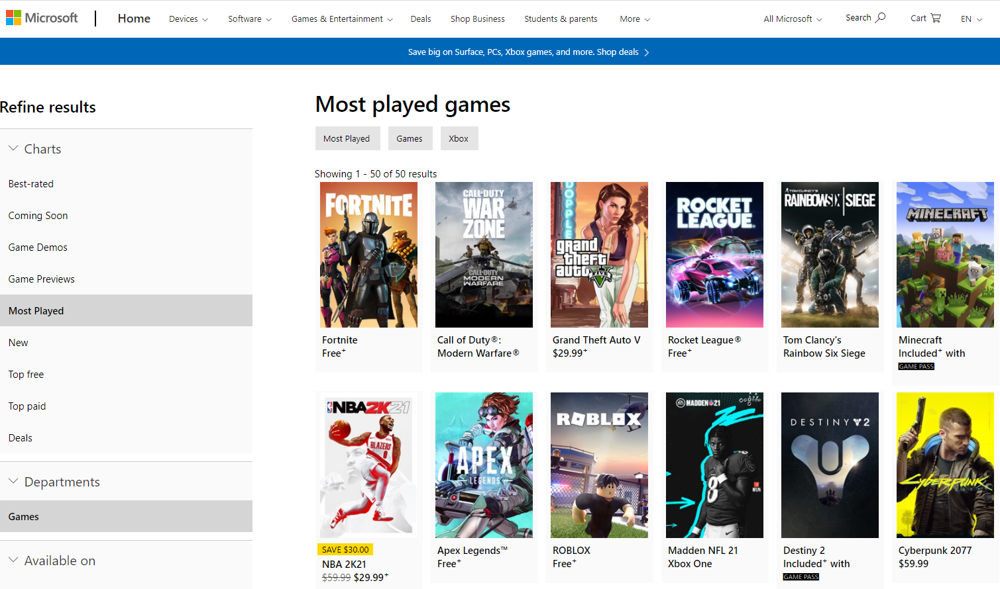 Microsoft
Home
Devices
Software
Games & Entertainment
Deals
Shop Business
Students & parents
More
All Microsoft
Search
Cart
EN
Save big on Surface, PCs, Xbox games, and more. Shop deals
Refine results
Charts
Best-rated
Coming Soon
Game Demos
Game Previews
Most Played
New
Top free
Top paid
Deals
Departments
Games
Available on
Most played games
Most Played
Games
Xbox
Showing 1 - 50 of 50 results
FORTNITE
Fortnite
Free+
CALL OF DUTY
WAR
ZONE
CALL OF DUTY
MODERN
WARFARE
Call of Duty®:
Modern Warfare®
DOPPLE
grand
theft
auto
FIVE
Grand Theft Auto V
$29.99+
ROCKET
LEAGUE
Rocket League®
Free+
TOM CLANCY'S
RAINBOW SIX SIEGE
Tom Clancy's
Rainbow Six Siege
MINECRAFT
Minecraft
Included+ with
GAME PASS
NBA 2K21
BLAZERS
0
SAVE $30.00
NBA 2K21
$59.99 $29.99+
APEX
LEGENDS
Apex Legends™
Free+
ROBLOX
ROBLOX
Free+
MADDEN NFL 21
8
NFLPA
Madden NFL 21
Xbox One
DESTINY 2
Destiny 2
Included+ with
GAME PASS
CYBERPUNK
Cyberpunk 2077
$59.99